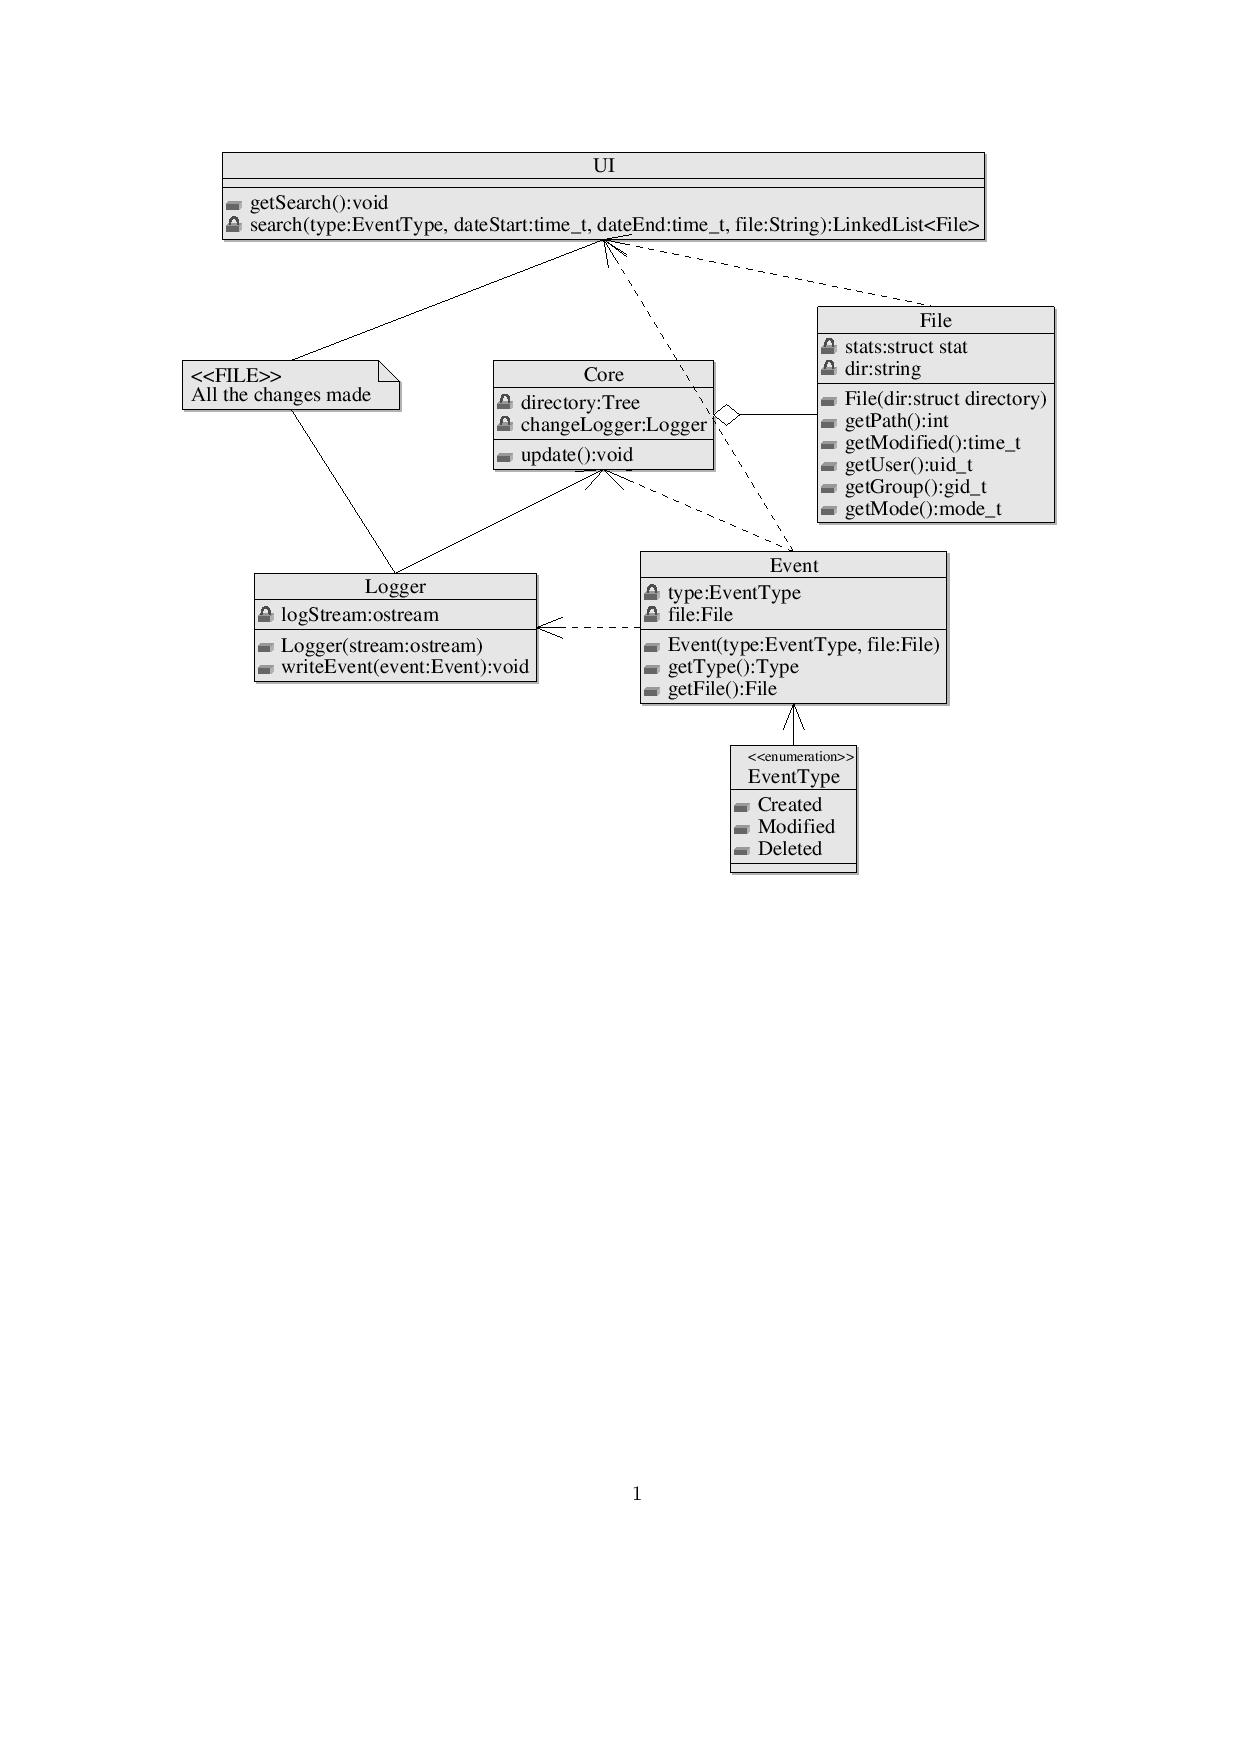 UI
getSearch():void
search(type:EventType, dateStart:time_t, dateEnd:time_t, file:String):LinkedList<File>
File
stats:struct stat
dir:string
File(dir:struct directory)
getPath():int
getModified():time_t
getUser():uid_t
getGroup():gid_t
getMode():mode_t
<<FILE>>
All the changes made
Core
directory:Tree
changeLogger:Logger
update():void
Logger
logStream:ostream
Logger(stream:ostream)
writeEvent(event:Event):void
Event
type:EventType
file:File
Event(type:EventType, file:File)
getType():Type
getFile():File
<<enumeration>>
EventType
Created
Modified
Deleted
1